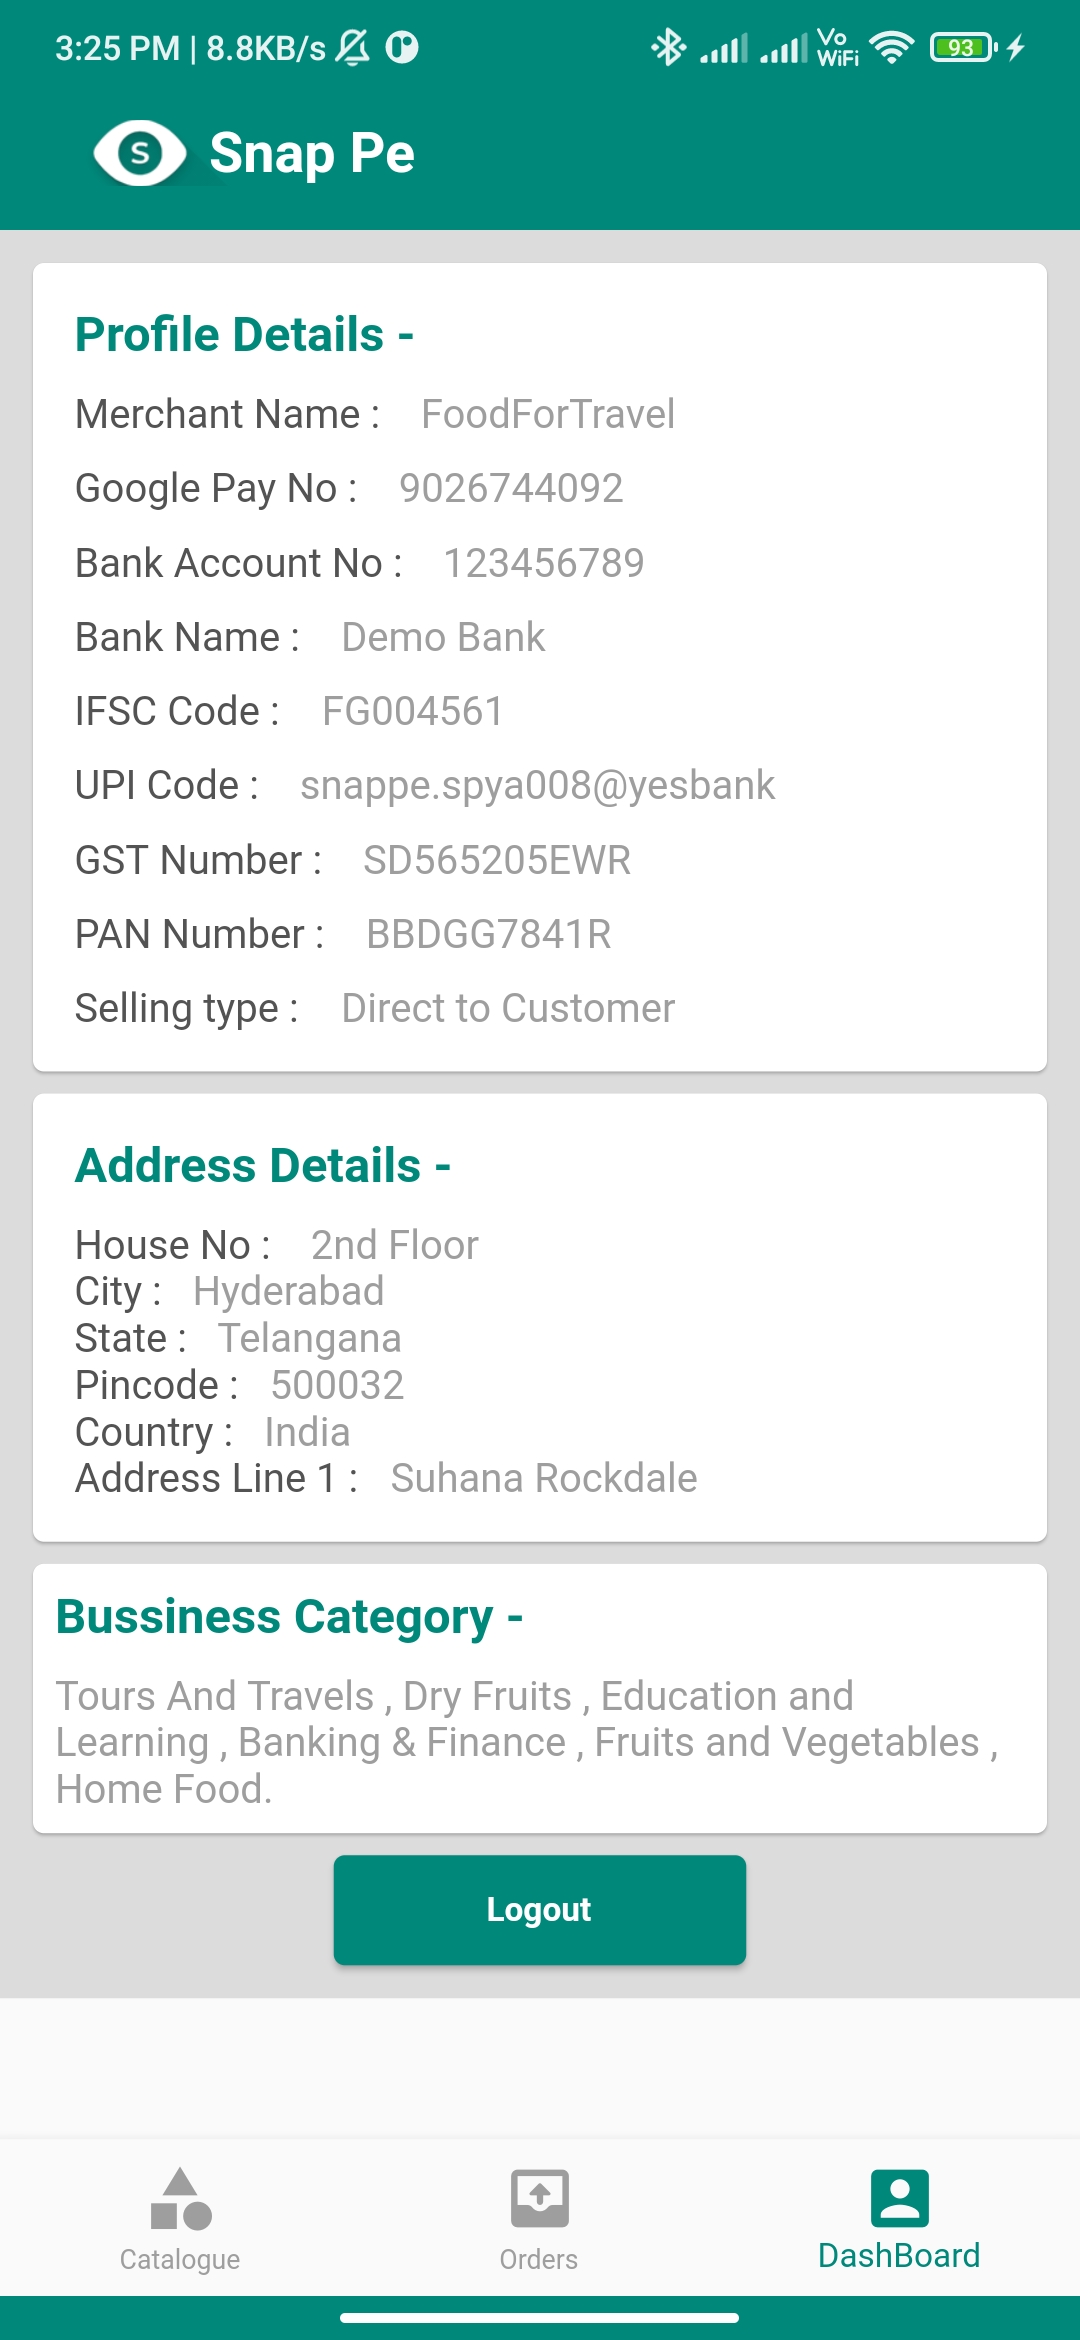 3:25 PM | 8.8KB/s
Vo
WiFi
93
S
Snap Pe
Profile Details -
Merchant Name : FoodForTravel
Google Pay No : 9026744092
Bank Account No : 123456789
Bank Name : Demo Bank
IFSC Code : FG004561
UPI Code : snappe.spya008@yesbank
GST Number : SD565205EWR
PAN Number : BBDGG7841R
Selling type : Direct to Customer
Address Details -
House No : 2nd Floor
City : Hyderabad
State : Telangana
Pincode : 500032
Country : India
Address Line 1 : Suhana Rockdale
Bussiness Category -
Tours And Travels , Dry Fruits , Education and
Learning , Banking & Finance , Fruits and Vegetables ,
Home Food.
Logout
Catalogue
Orders
DashBoard